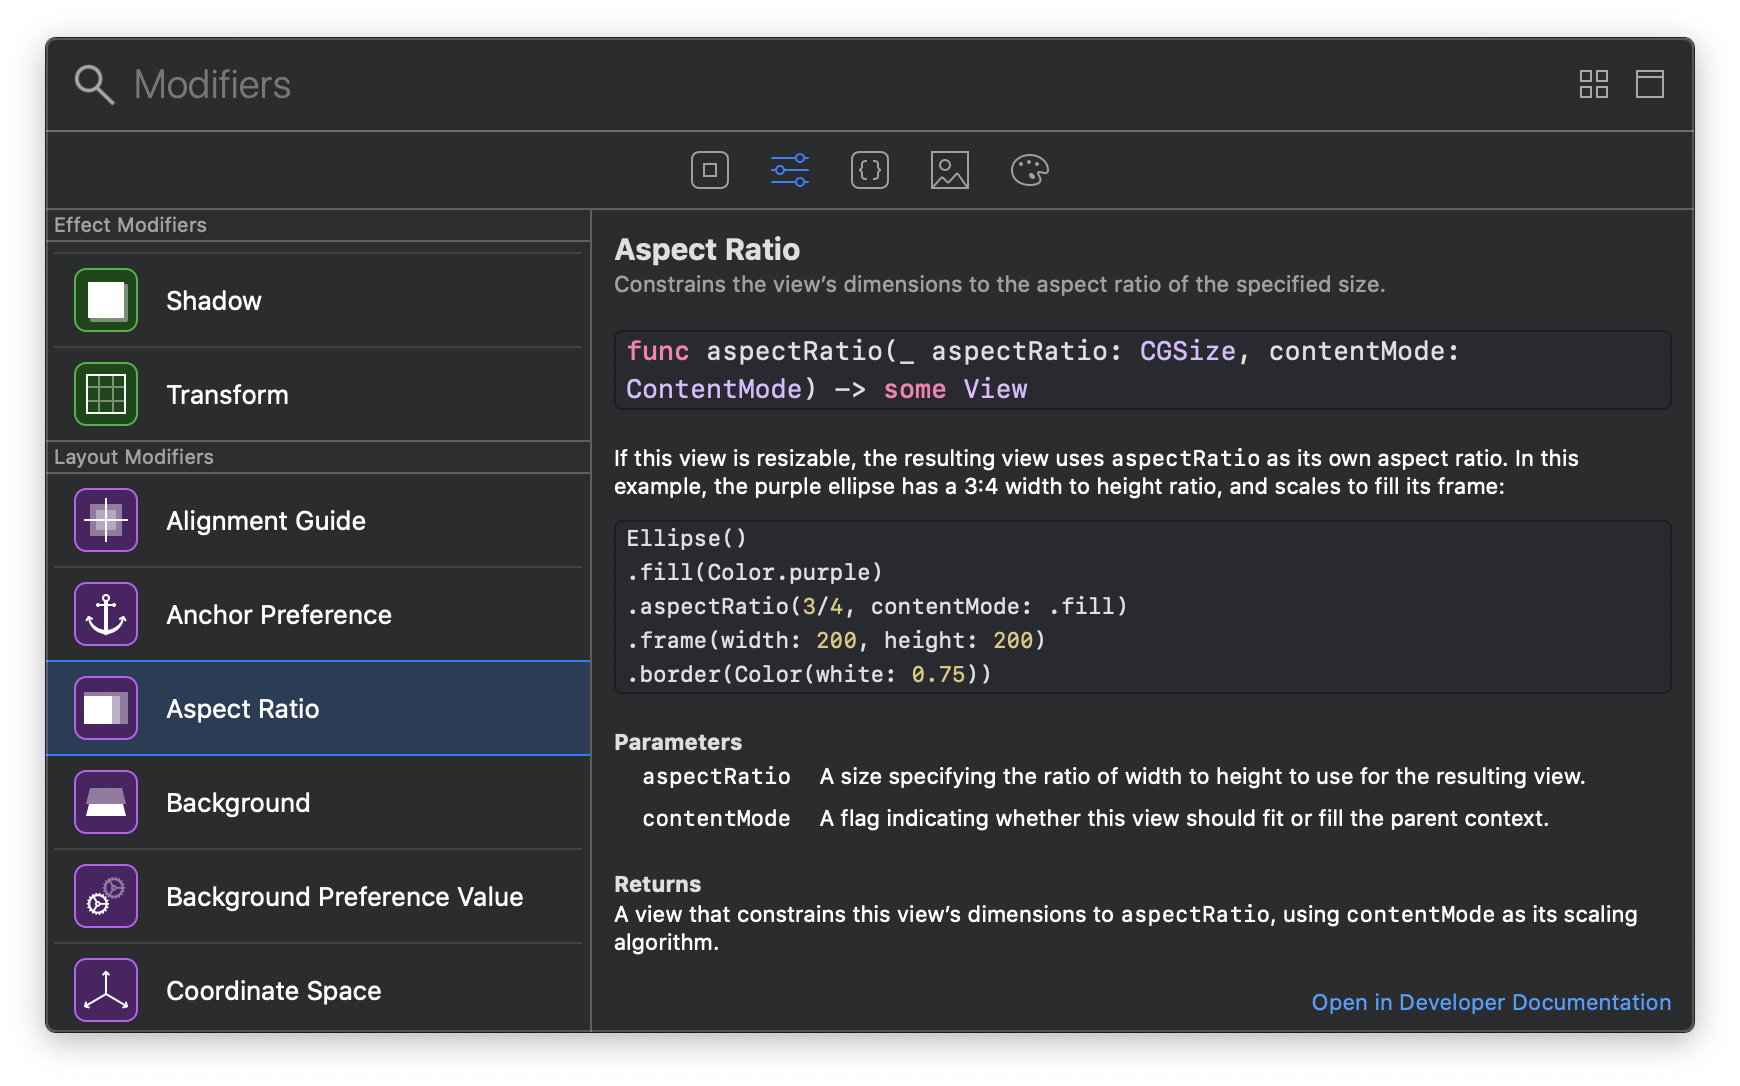 Modifiers
Effect Modifiers
Shadow
Transform
Layout Modifiers
Alignment Guide
Anchor Preference
Aspect Ratio
Background
Background Preference Value
Coordinate Space
Aspect Ratio
Constrains the view’s dimensions to the aspect ratio of the specified size.
func aspectRatio(_ aspectRatio: CGSize, contentMode:
ContentMode) -> some View
If this view is resizable, the resulting view uses aspectRatio as its own aspect ratio. In this
example, the purple ellipse has a 3:4 width to height ratio, and scales to fill its frame:
Ellipse()
.fill(Color.purple)
.aspectRatio(3/4, contentMode: .fill)
.frame(width: 200, height: 200)
.border(Color(white: 0.75))
Parameters
aspectRatio A size specifying the ratio of width to height to use for the resulting view.
contentMode A flag indicating whether this view should fit or fill the parent context.
Returns
A view that constrains this view’s dimensions to aspectRatio, using contentMode as its scaling
algorithm.
Open in Developer Documentation